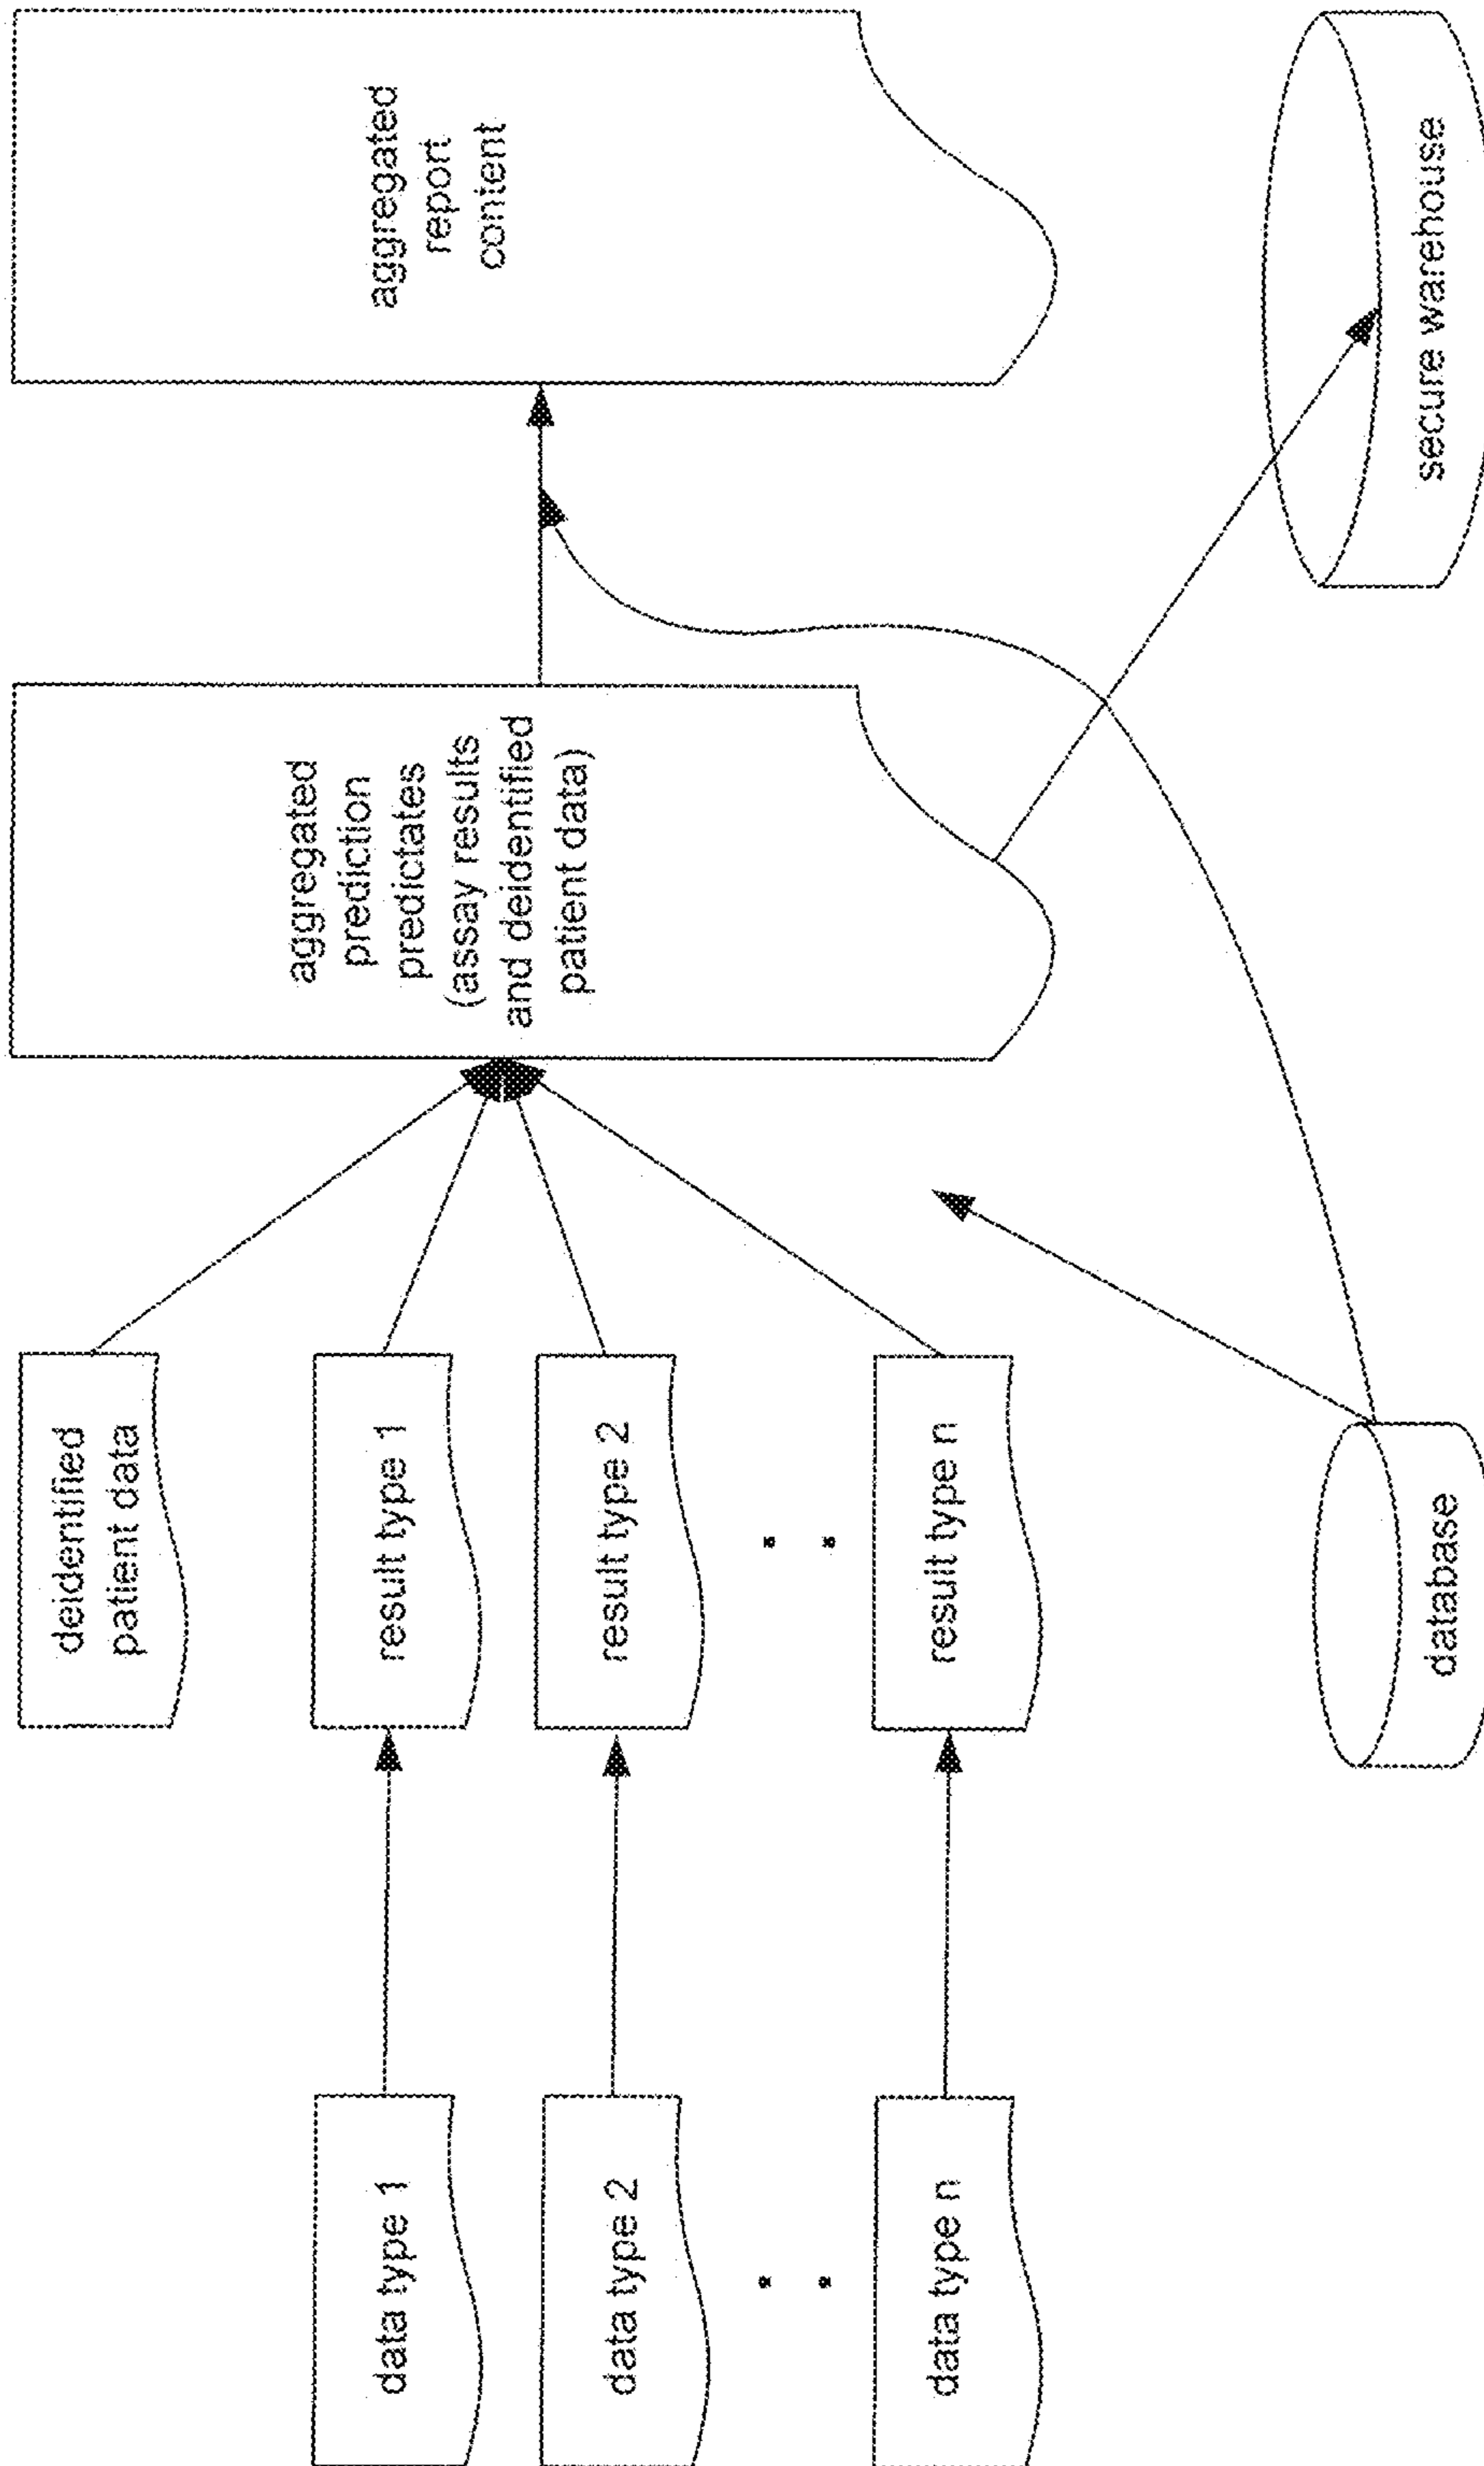 deidentified
patient data
data type 1
result type 1
data type 2
result type 2
data type n
result type n
aggregated
prediction
predictates
(assay results
and deidentified
patient data)
aggregated
report
content
database
secure warehouse